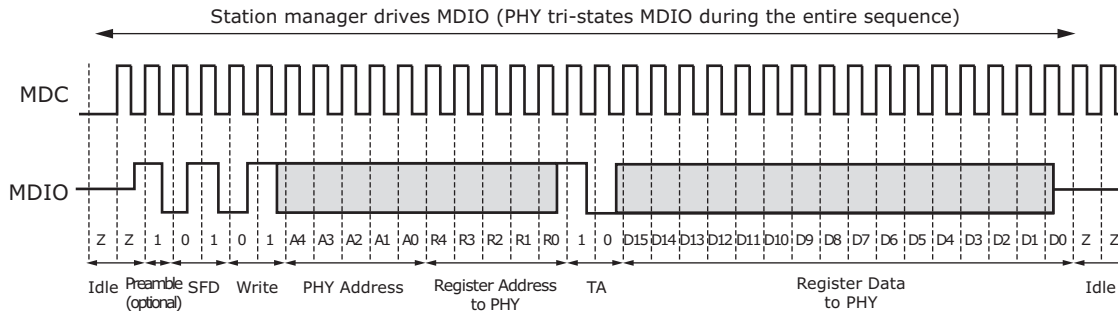 Station manager drives MDIO (PHY tri-states MDIO during the entire sequence)
MDC
MDIO
Z Z 1 0 1 0 1 A4 A3 A2 A1 A0 R4 R3 R2 R1 R0 1 0 D15 D14 D13 D12 D11 D10 D9 D8 D7 D6 D5 D4 D3 D2 D1 D0 Z Z
Idle Preamble (optional) SFD Write PHY Address Register Address to PHY TA Register Data to PHY Idle